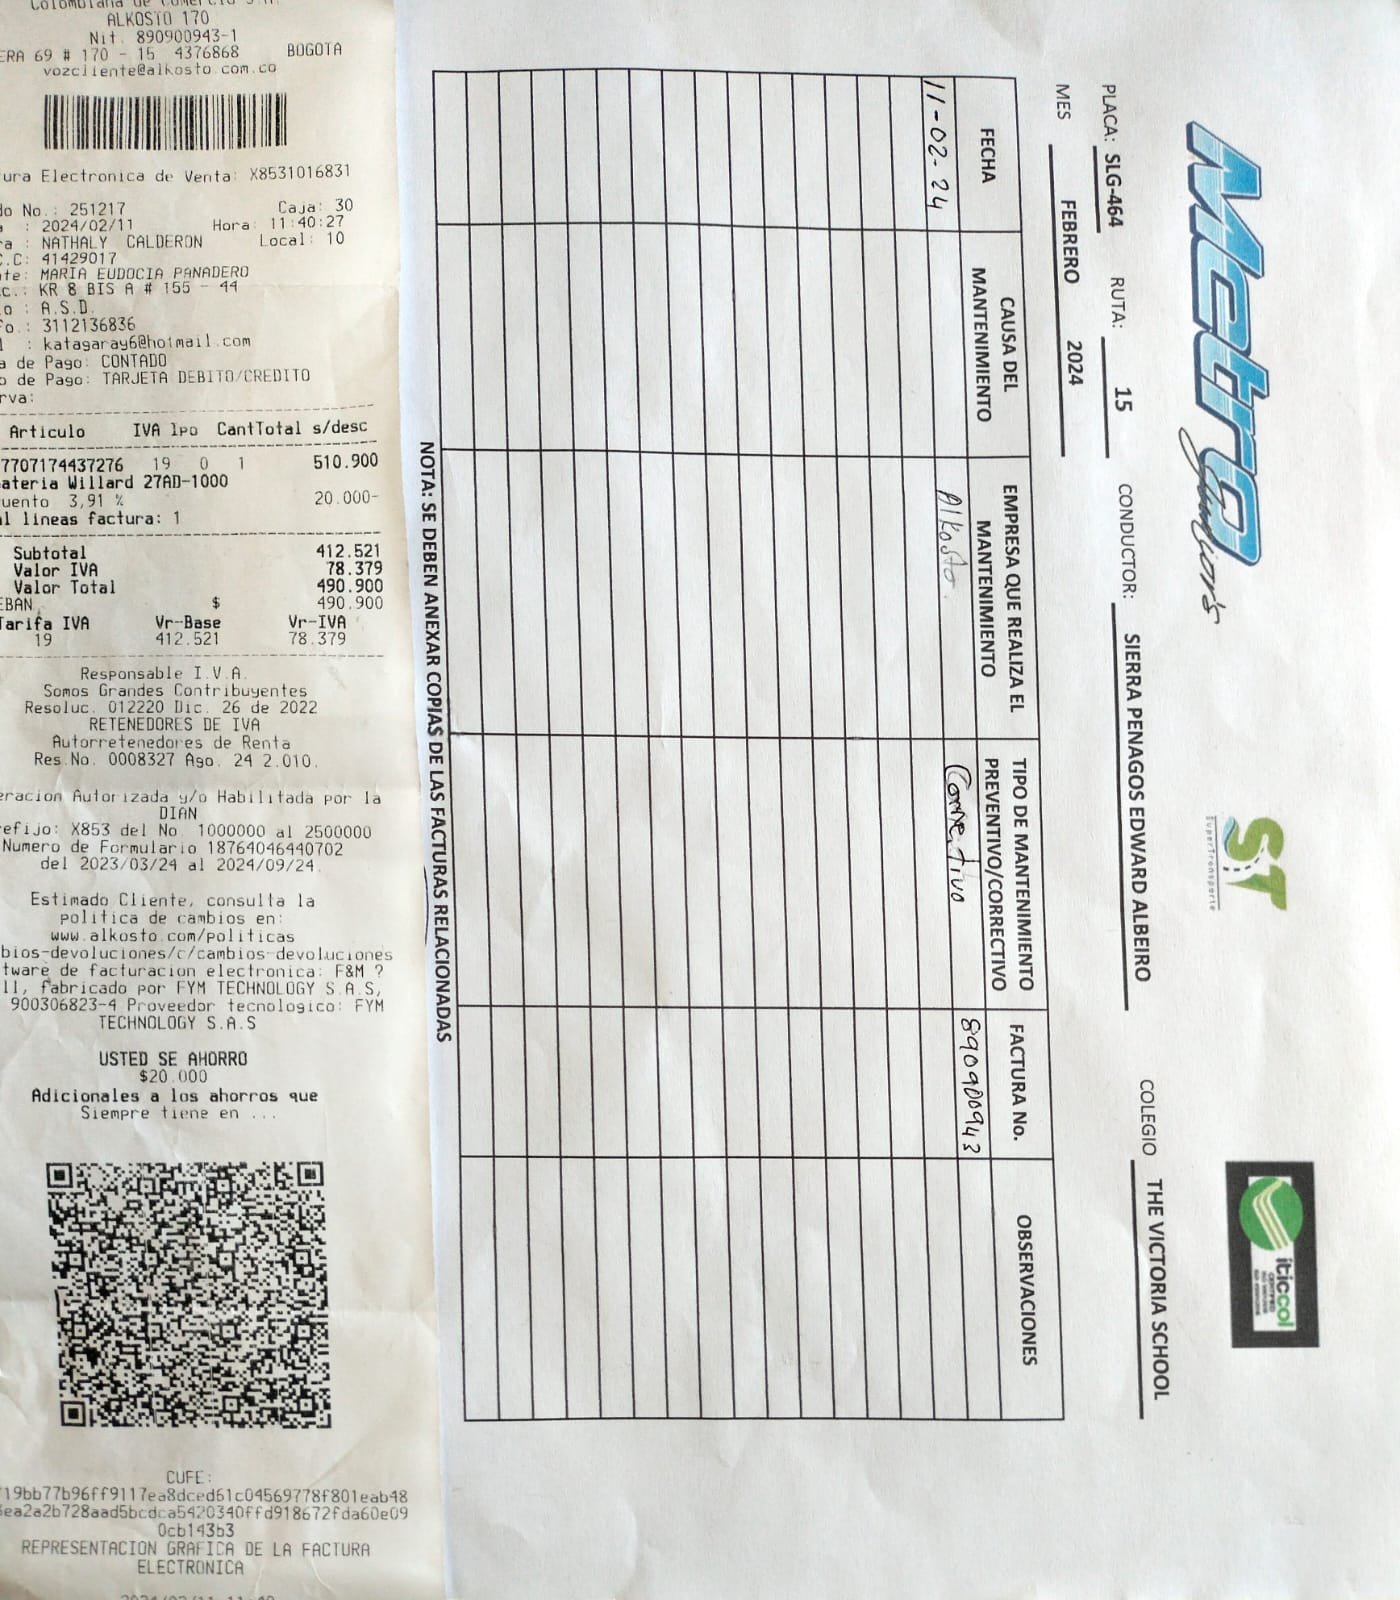 Colombiana de Comercio S.A.
ALKOSTO 170
Nit. 890900943-1
ERA 69 # 170 - 15 4376868 BOGOTA
vozcliente@alkosto.com.co
ura Electronica de Venta: X8531016831
do No.: 251217 Caja: 30
a : 2024/02/11 Hora: 11:40:27
ra : NATHALY CALDERON Local: 10
C.C: 41429017
nte: MARIA EUDOCIA PANADERO
c.: KR 8 BIS A # 155 - 44
o : A.S.D.
fo.: 3112136836
l : katagaray6@hotmail.com
a de Pago: CONTADO
o de Pago: TARJETA DEBITO/CREDITO
rva:
Articulo IVA Ipo CantTotal s/desc
7707174437276 19 0 1 510.900
ateria Willard 27AD-1000
uento 3,91 % 20.000-
al lineas factura: 1
Subtotal 412.521
Valor IVA 78.379
Valor Total 490.900
EBAN $ 490.900
Tarifa IVA Vr-Base Vr-IVA
19 412.521 78.379
Responsable I.V.A.
Somos Grandes Contribuyentes
Resoluc. 012220 Dic. 26 de 2022
RETENEDORES DE IVA
Autorretenedores de Renta
Res.No. 0008327 Ago. 24 2.010.
eracion Autorizada y/o Habilitada por la
DIAN
refijo: X853 del No. 1000000 al 2500000
Numero de Formulario 18764046440702
del 2023/03/24 al 2024/09/24
Estimado Cliente, consulta la
politica de cambios en:
www.alkosto.com/politicas
bios-devoluciones/c/cambios-devoluciones
tware de facturacion electronica: F&M ?
ll, fabricado por FYM TECHNOLOGY S.A.S,
900306823-4 Proveedor tecnologico: FYM
TECHNOLOGY S.A.S
USTED SE AHORRO
$20.000
Adicionales a los ahorros que
Siempre tiene en ...
CUFE:
19bb77b96ff9117ea8dced61c04569778f801eab48
6ea2a2b728aad5bcdca5420340ffd918672fda60e09
0cb143b3
REPRESENTACION GRAFICA DE LA FACTURA
ELECTRONICA
Metro Junior's
ST
SuperTransporte
iticcol
CERTIFIED
PLACA: SLG-464 RUTA: 15 CONDUCTOR: SIERRA PENAGOS EDWARD ALBEIRO COLEGIO THE VICTORIA SCHOOL
MES FEBRERO 2024
FECHA
CAUSA DEL MANTENIMIENTO
EMPRESA QUE REALIZA EL MANTENIMIENTO
TIPO DE MANTENIMIENTO PREVENTIVO/CORRECTIVO
FACTURA No.
OBSERVACIONES
11-02-24 Alkosto. Correctivo 890900943
NOTA: SE DEBEN ANEXAR COPIAS DE LAS FACTURAS RELACIONADAS